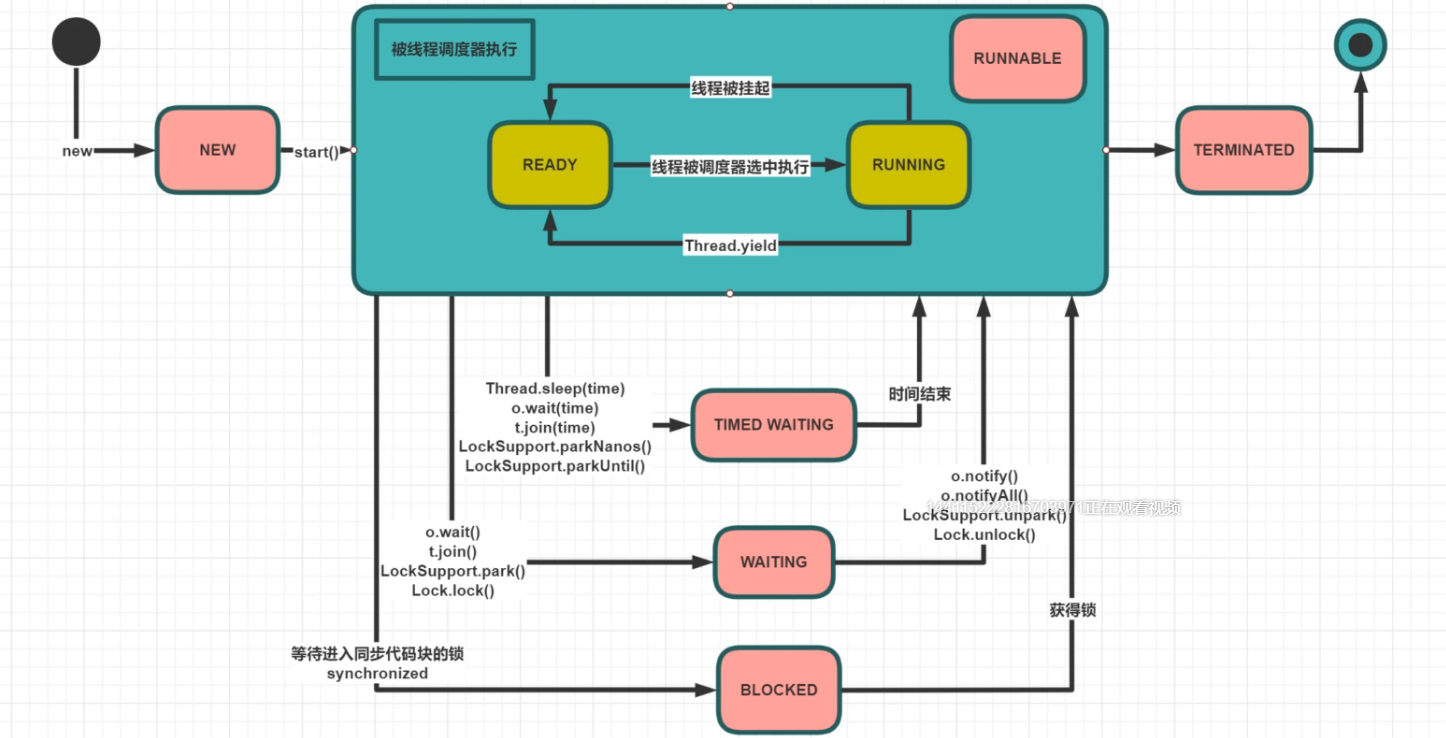 被线程调度器执行
RUNNABLE
线程被挂起
new
NEW
start()
READY
线程被调度器选中执行
RUNNING
TERMINATED
Thread.yield
Thread.sleep(time)
o.wait(time)
t.join(time)
LockSupport.parkNanos()
LockSupport.parkUntil()
TIMED WAITING
时间结束
o.notify()
o.notifyAll()
LockSupport.unpark()
Lock.unlock()
正在观看视频
o.wait()
t.join()
LockSupport.park()
Lock.lock()
WAITING
获得锁
等待进入同步代码块的锁
synchronized
BLOCKED